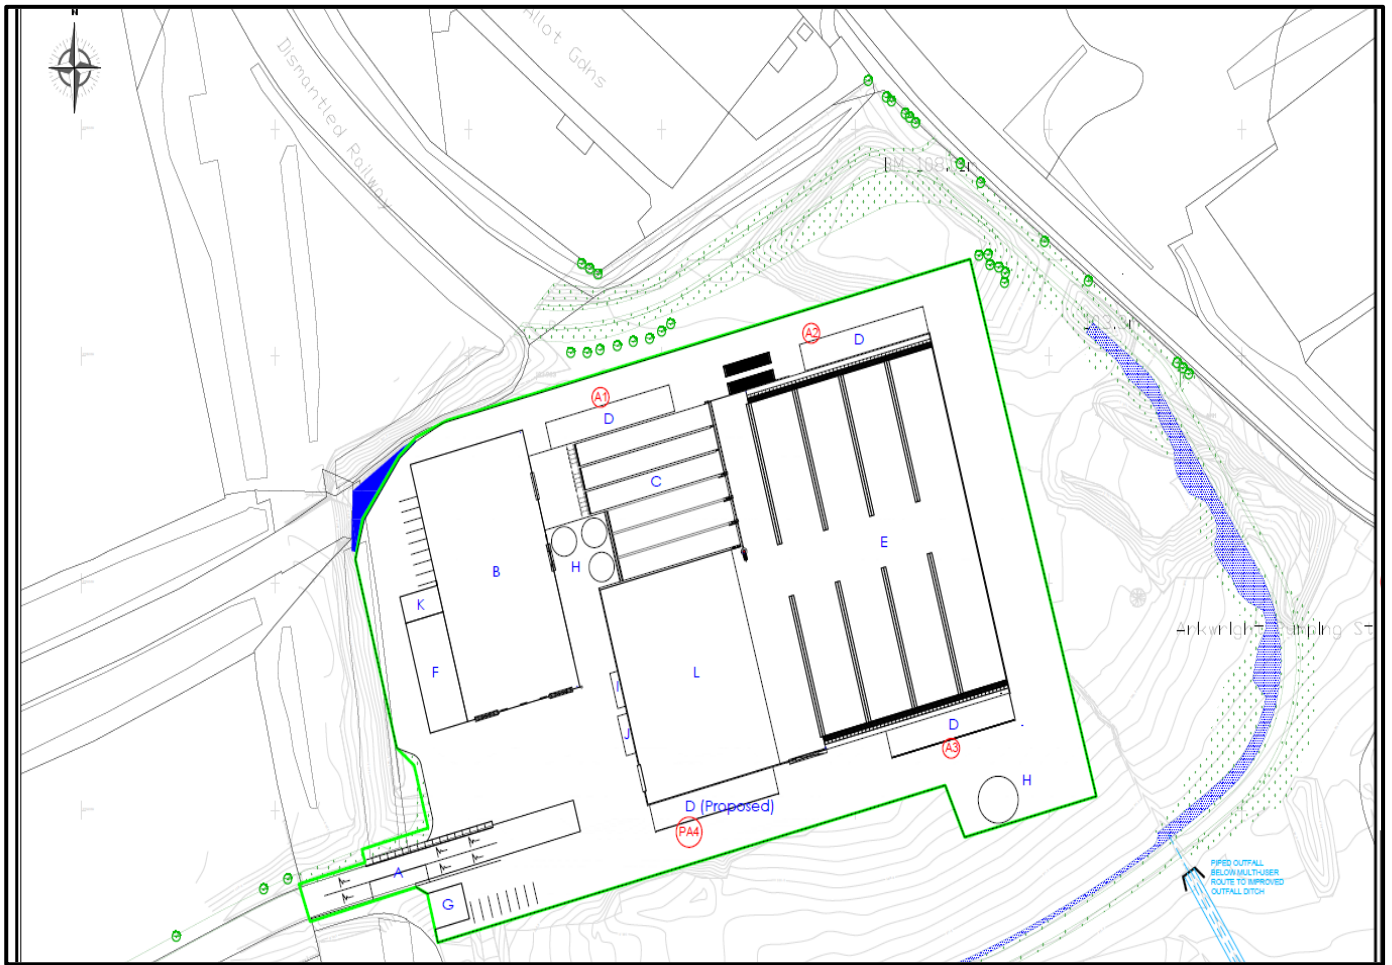 N
Allot Gdns
Dismantled Railway
A2
D
A1
D
C
E
B
H
K
F
L
J
D
A3
H
D (Proposed)
PA4
A
G
PIPED OUTFALL
BELOW MULTI-USER
ROUTE TO IMPROVED
OUTFALL DITCH